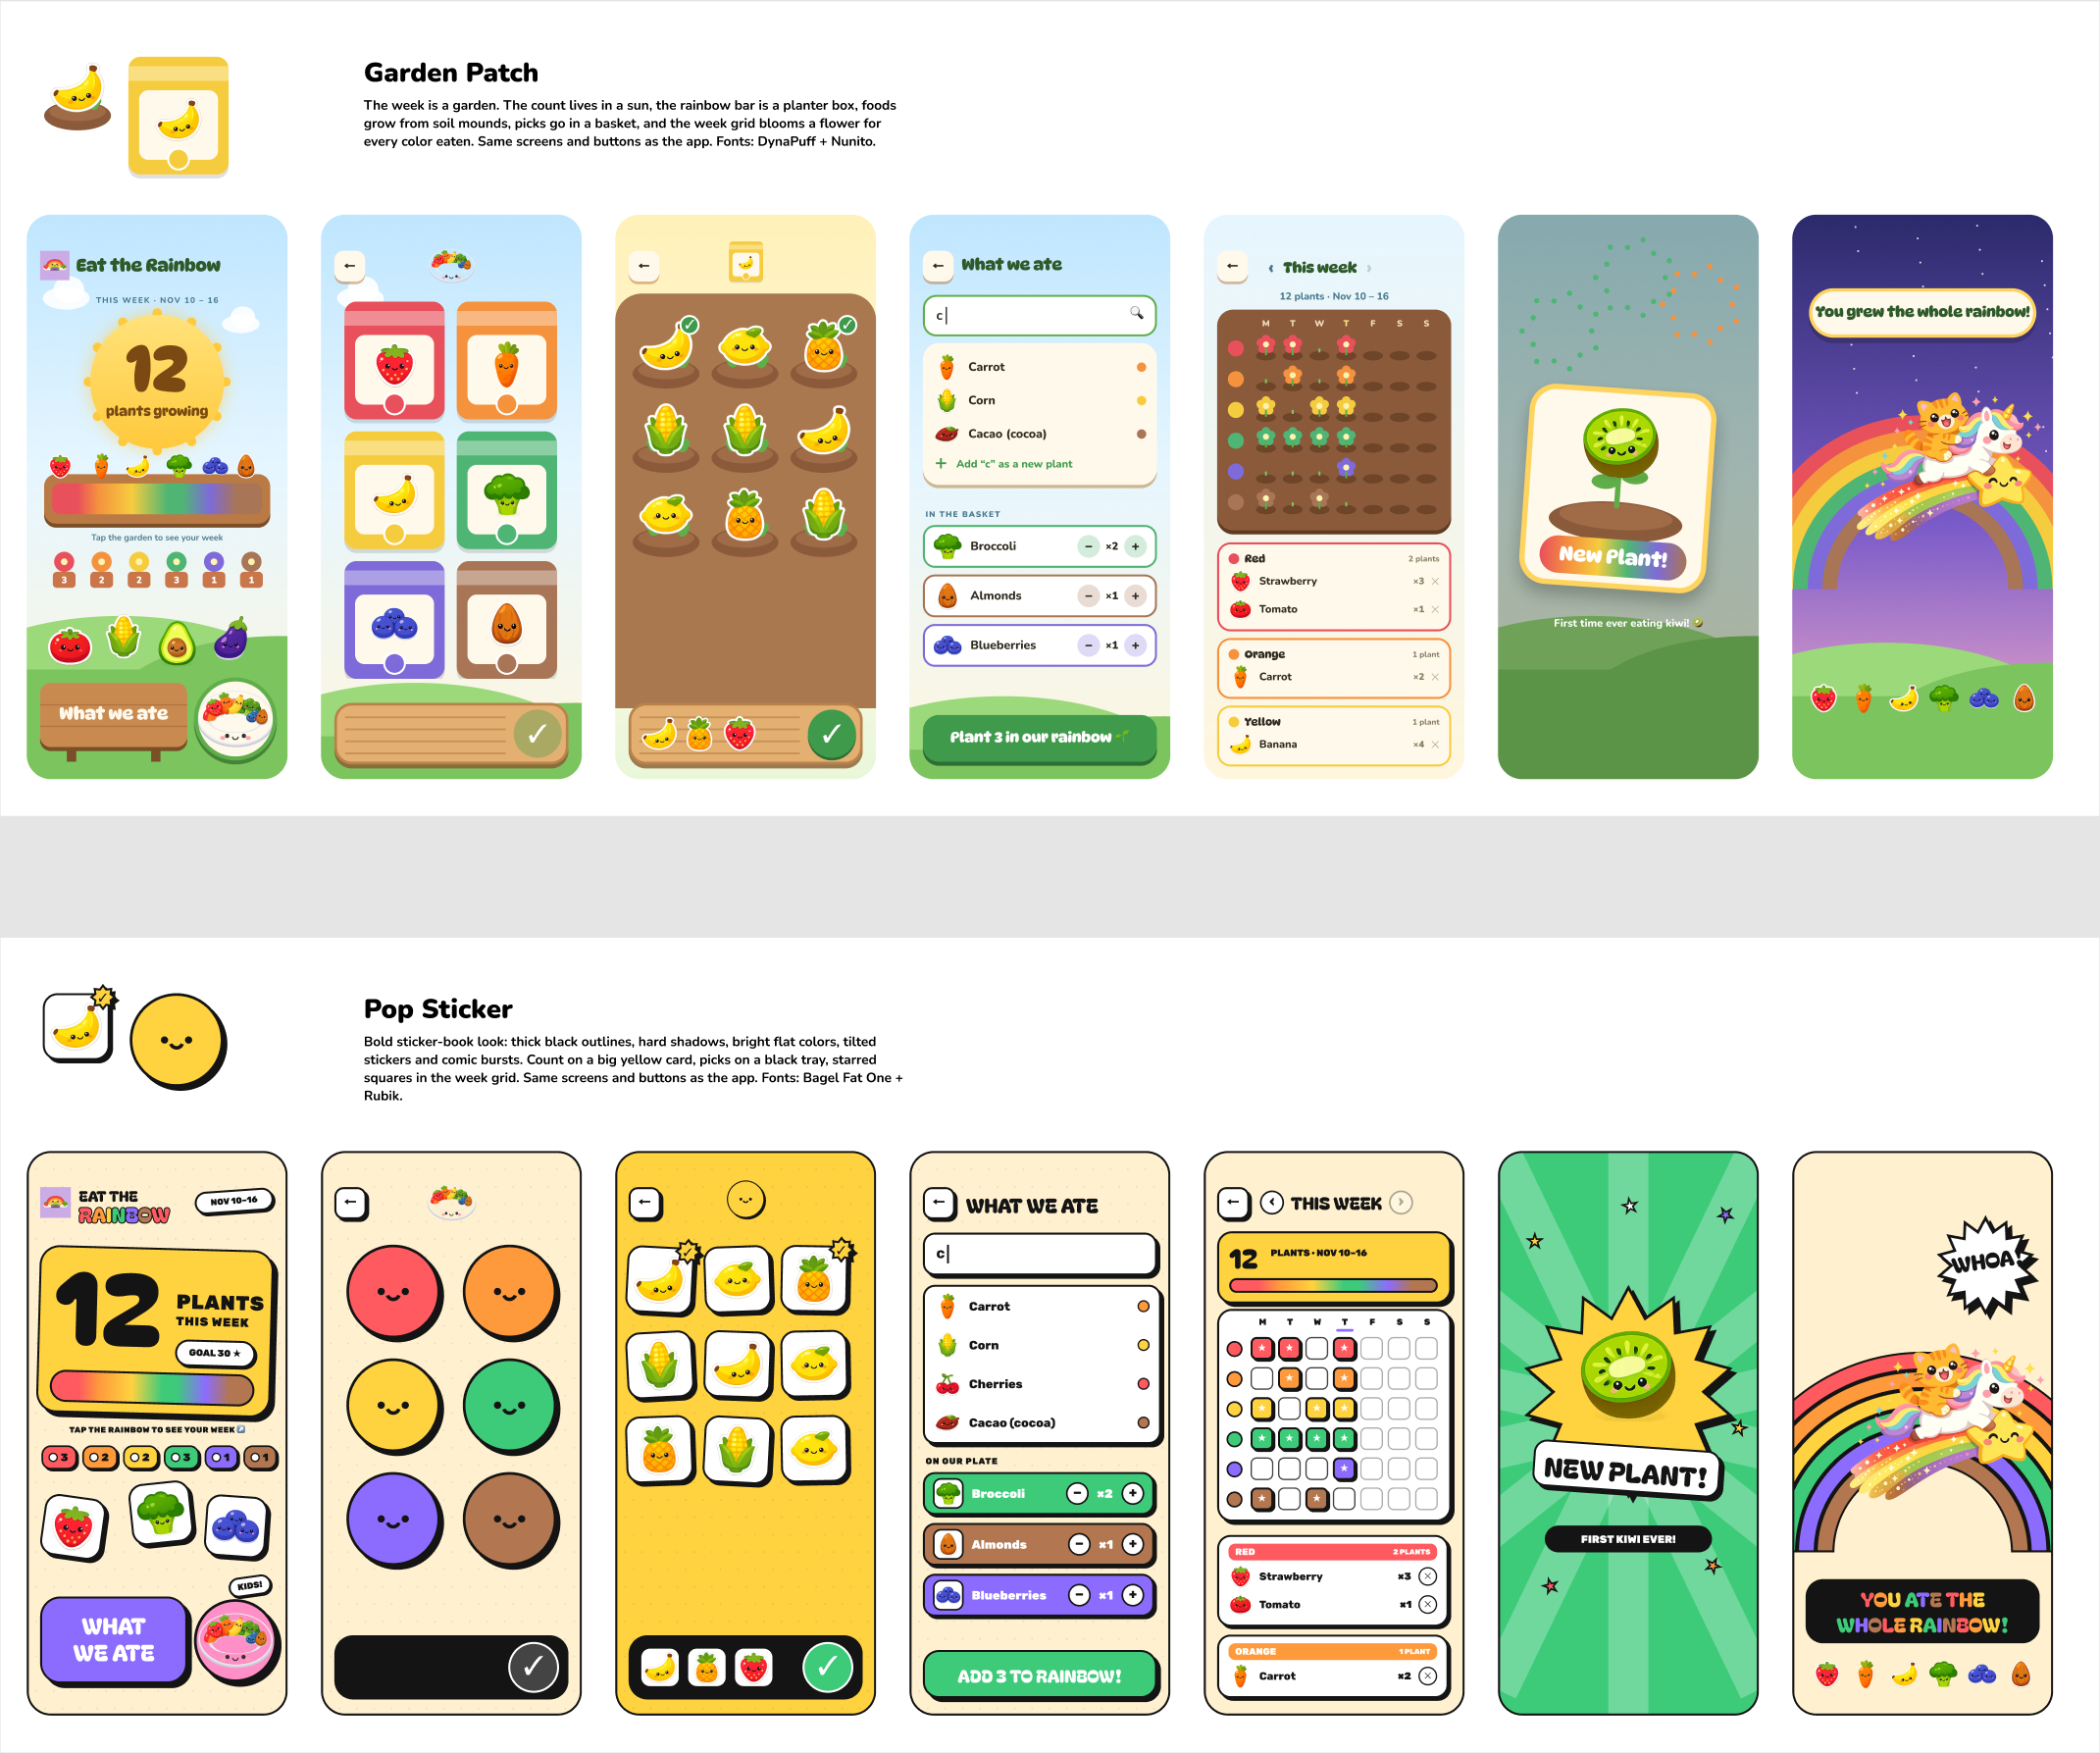 Garden Patch
The week is a garden. The count lives in a sun, the rainbow bar is a planter box, foods
grow from soil mounds, picks go in a basket, and the week grid blooms a flower for
every color eaten. Same screens and buttons as the app. Fonts: DynaPuff + Nunito.
Eat the Rainbow
THIS WEEK · NOV 10 – 16
12
plants growing
Tap the garden to see your week
3 2 2 3 1 1
What we ate
←
✓
←
✓ ✓
✓
← What we ate
c
Carrot
Corn
Cacao (cocoa)
+ Add “c” as a new plant
IN THE BASKET
Broccoli − ×2 +
Almonds − ×1 +
Blueberries − ×1 +
Plant 3 in our rainbow
← ‹ This week ›
12 plants · Nov 10 – 16
M T W T F S S
Red 2 plants
Strawberry ×3 ×
Tomato ×1 ×
Orange 1 plant
Carrot ×2 ×
Yellow 1 plant
Banana ×4 ×
New Plant!
First time ever eating kiwi!
You grew the whole rainbow!
Pop Sticker
Bold sticker-book look: thick black outlines, hard shadows, bright flat colors, tilted
stickers and comic bursts. Count on a big yellow card, picks on a black tray, starred
squares in the week grid. Same screens and buttons as the app. Fonts: Bagel Fat One +
Rubik.
EAT THE
RAINBOW
NOV 10–16
12
PLANTS
THIS WEEK
GOAL 30 ★
TAP THE RAINBOW TO SEE YOUR WEEK ↗
3 2 2 3 1 1
KIDS!
WHAT
WE ATE
←
✓
←
✓ ✓
✓
← WHAT WE ATE
c
Carrot
Corn
Cherries
Cacao (cocoa)
ON OUR PLATE
Broccoli − ×2 +
Almonds − ×1 +
Blueberries − ×1 +
ADD 3 TO RAINBOW!
← ‹ THIS WEEK ›
12 PLANTS · NOV 10–16
M T W T F S S
RED 2 PLANTS
Strawberry ×3 ×
Tomato ×1 ×
ORANGE 1 PLANT
Carrot ×2 ×
NEW PLANT!
FIRST KIWI EVER!
WHOA!
YOU ATE THE
WHOLE RAINBOW!